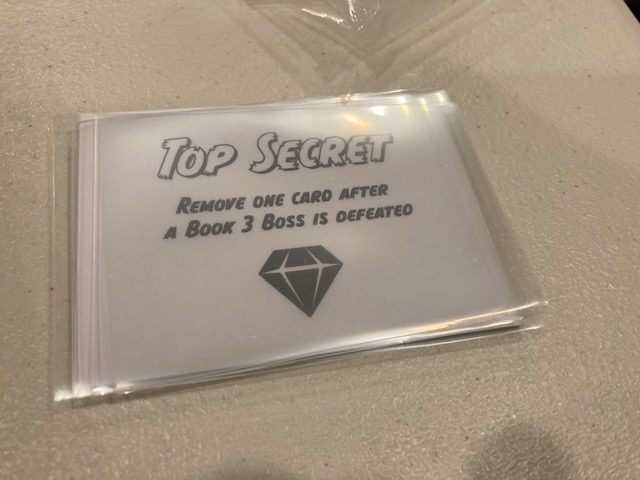 Top Secret
Remove one card after
a Book 3 Boss is defeated